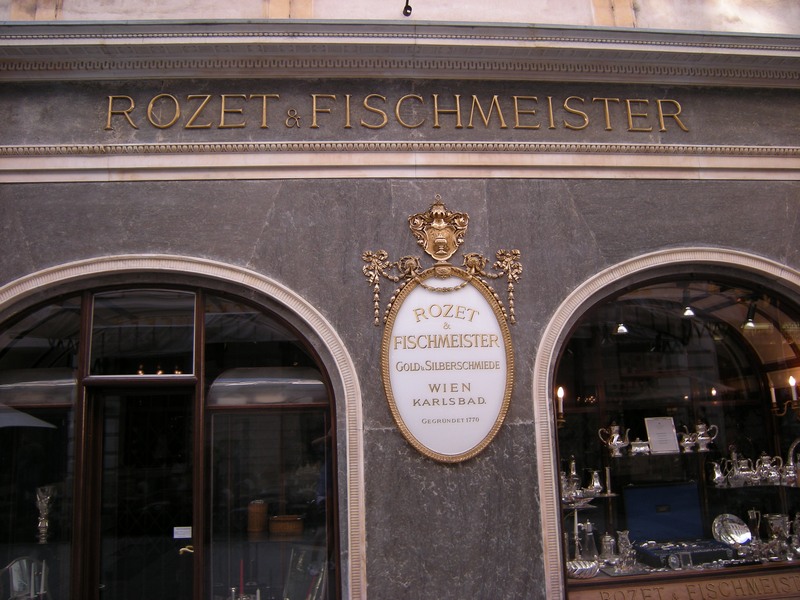 ROZET & FISCHMEISTER
ROZET
&
FISCHMEISTER
GOLD U. SILBERSCHMIEDE
WIEN
KARLSBAD.
GEGRÜNDET 1770
ROZET & FISCHMEISTER